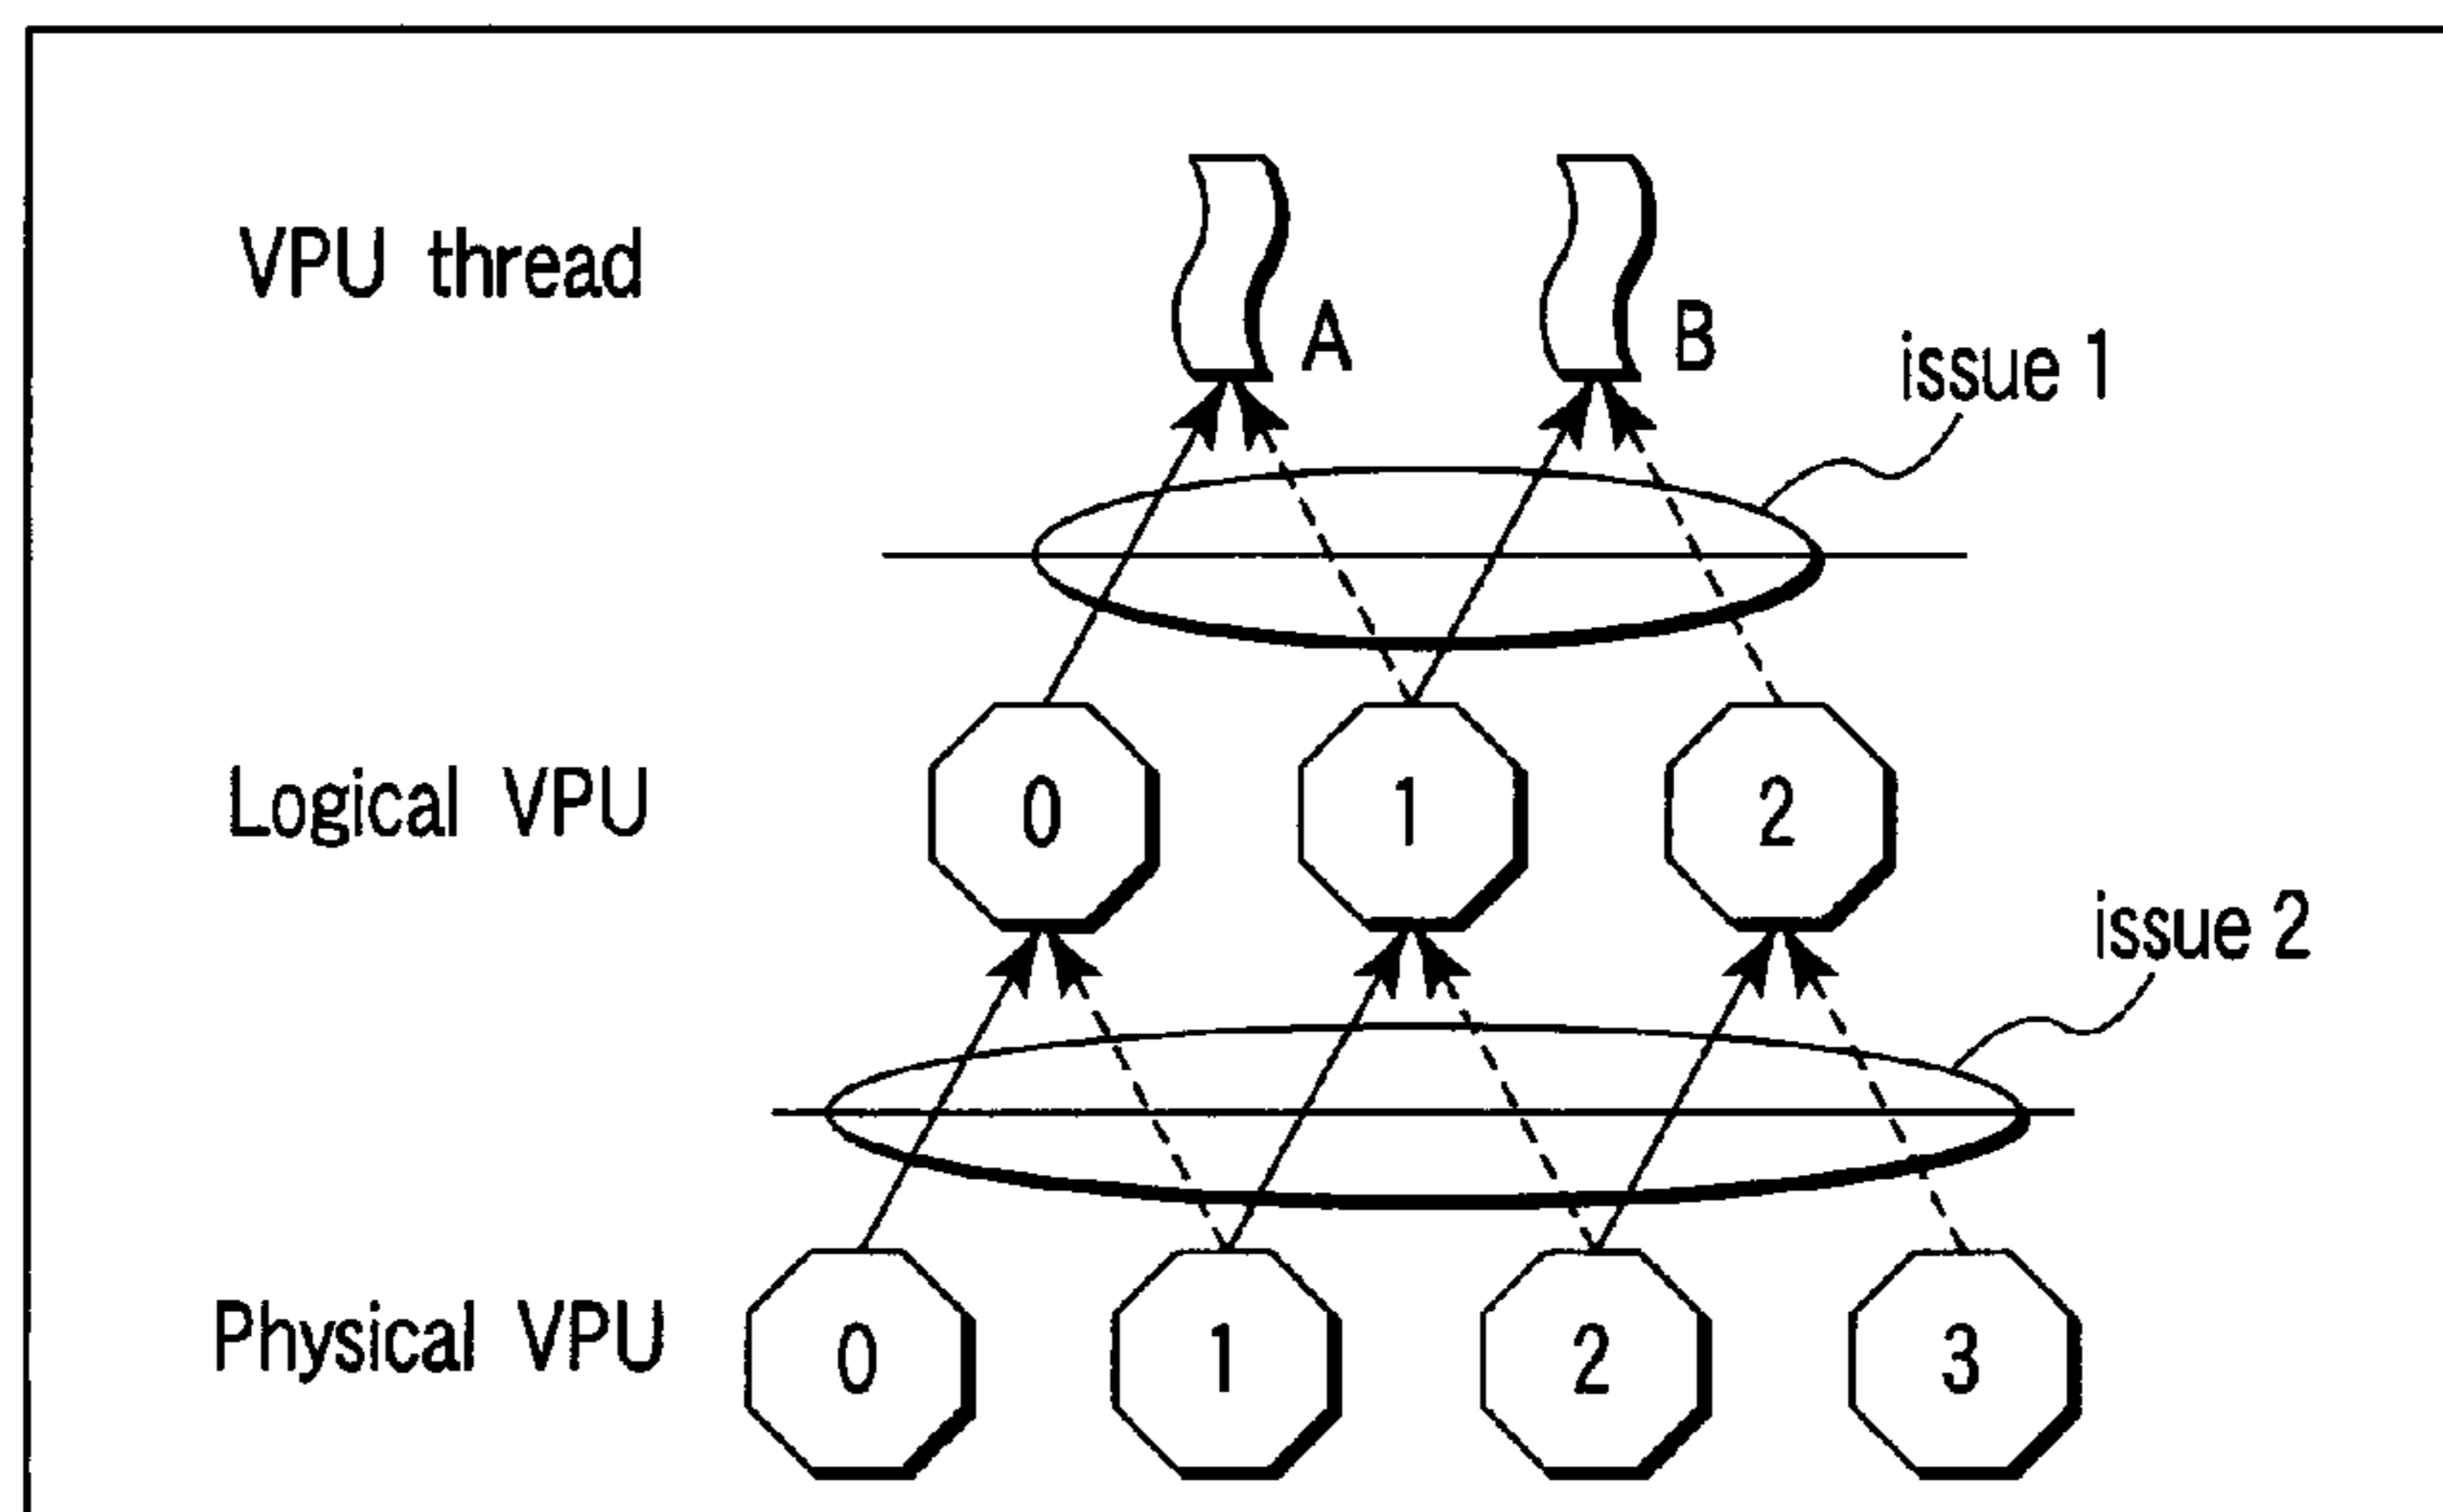 VPU thread
A
B
issue 1
Logical VPU
0
1
2
issue 2
Physical VPU
0
1
2
3